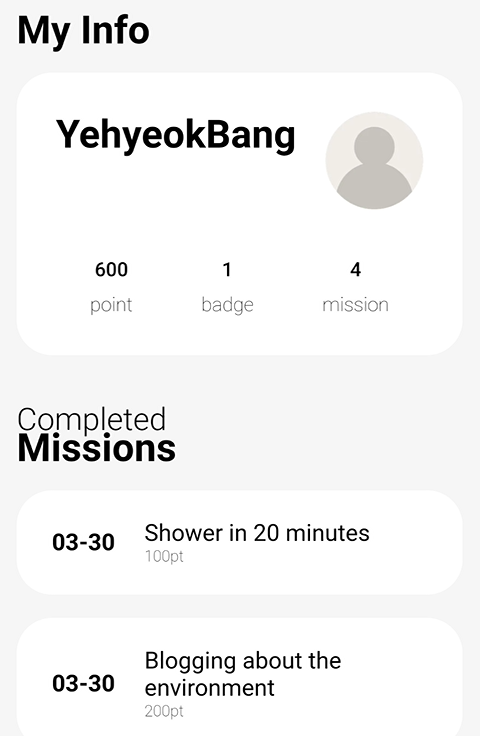 My Info
YehyeokBang
600 1 4
point badge mission
Completed
Missions
03-30
Shower in 20 minutes
100pt
03-30
Blogging about the
environment
200pt